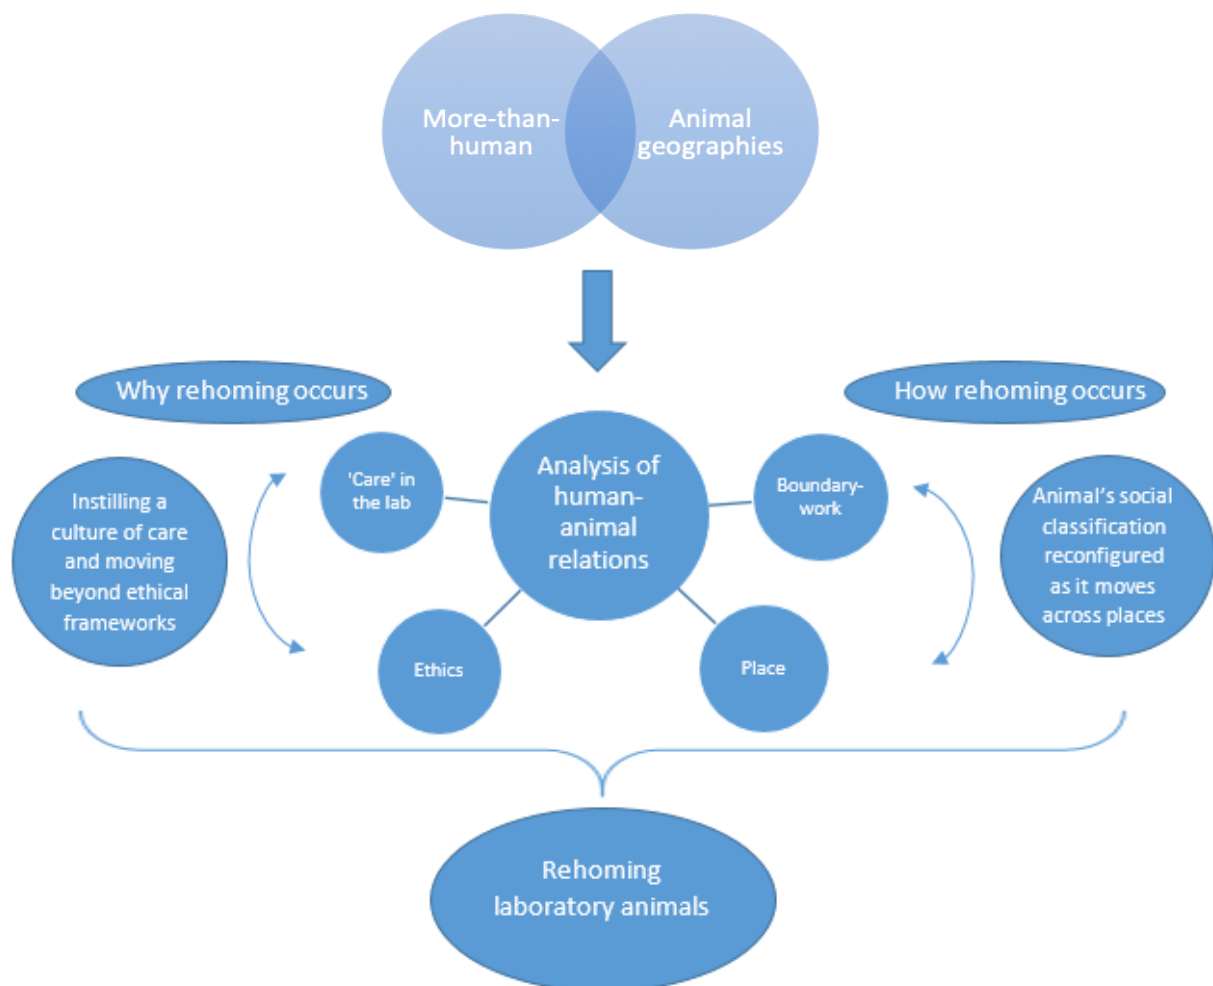 More-than-
human
Animal
geographies
Why rehoming occurs
How rehoming occurs
'Care' in
the lab
Analysis of
human-
animal
relations
Boundary-
work
Instilling a
culture of care
and moving
beyond ethical
frameworks
Animal's social
classification
reconfigured
as it moves
across places
Ethics
Place
Rehoming
laboratory animals